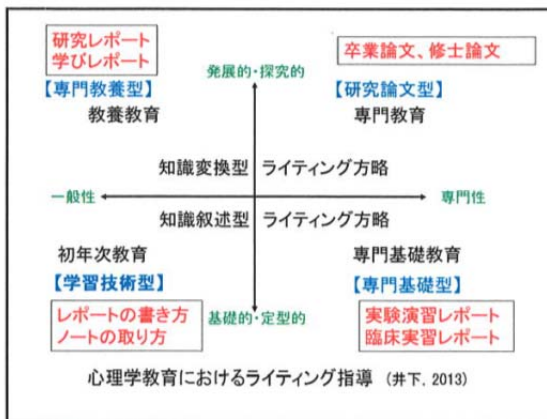 研究レポート
学びレポート
【専門教養型】
教養教育
発展的・探究的
卒業論文、修士論文
【研究論文型】
専門教育
知識変換型 ライティング方略
一般性
専門性
知識叙述型 ライティング方略
初年次教育
【学習技術型】
レポートの書き方
ノートの取り方
基礎的・定型的
専門基礎教育
【専門基礎型】
実験演習レポート
臨床実習レポート
心理学教育におけるライティング指導 (井下, 2013)